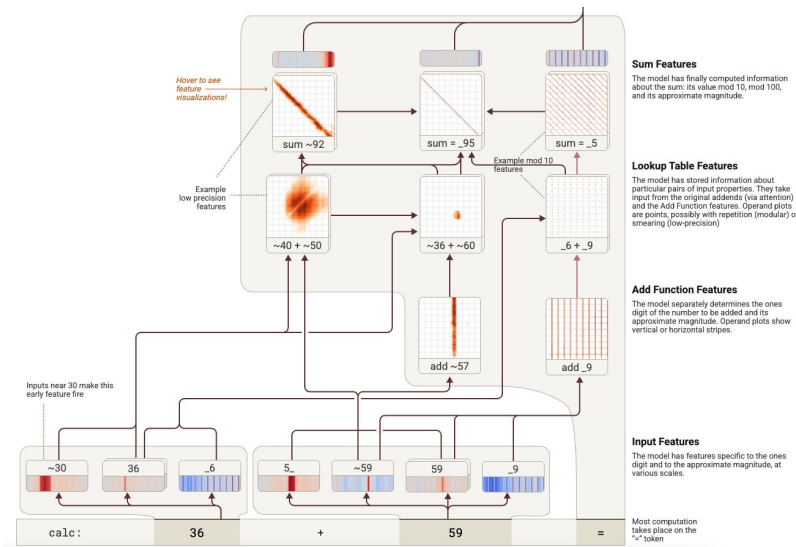 Hover to see
feature
visualizations!
sum ~92
sum = _95
sum = _5
Sum Features
The model has finally computed information
about the sum: its value mod 10, mod 100,
and its approximate magnitude.
Example
low precision
features
Example mod 10
features
~40 + ~50
~36 + ~60
_6 + _9
Lookup Table Features
The model has stored information about
particular pairs of input properties. They take
input from the original addends (via attention)
and the Add Function features. Operand plots
are points, possibly with repetition (modular) o
smearing (low-precision)
add ~57
add _9
Add Function Features
The model separately determines the ones
digit of the number to be added and its
approximate magnitude. Operand plots show
vertical or horizontal stripes.
Inputs near 30 make this
early feature fire
~30
36
_6
5_
~59
59
_9
Input Features
The model has features specific to the ones
digit and to the approximate magnitude, at
various scales.
calc:
36
+
59
=
Most computation
takes place on the
"=" token